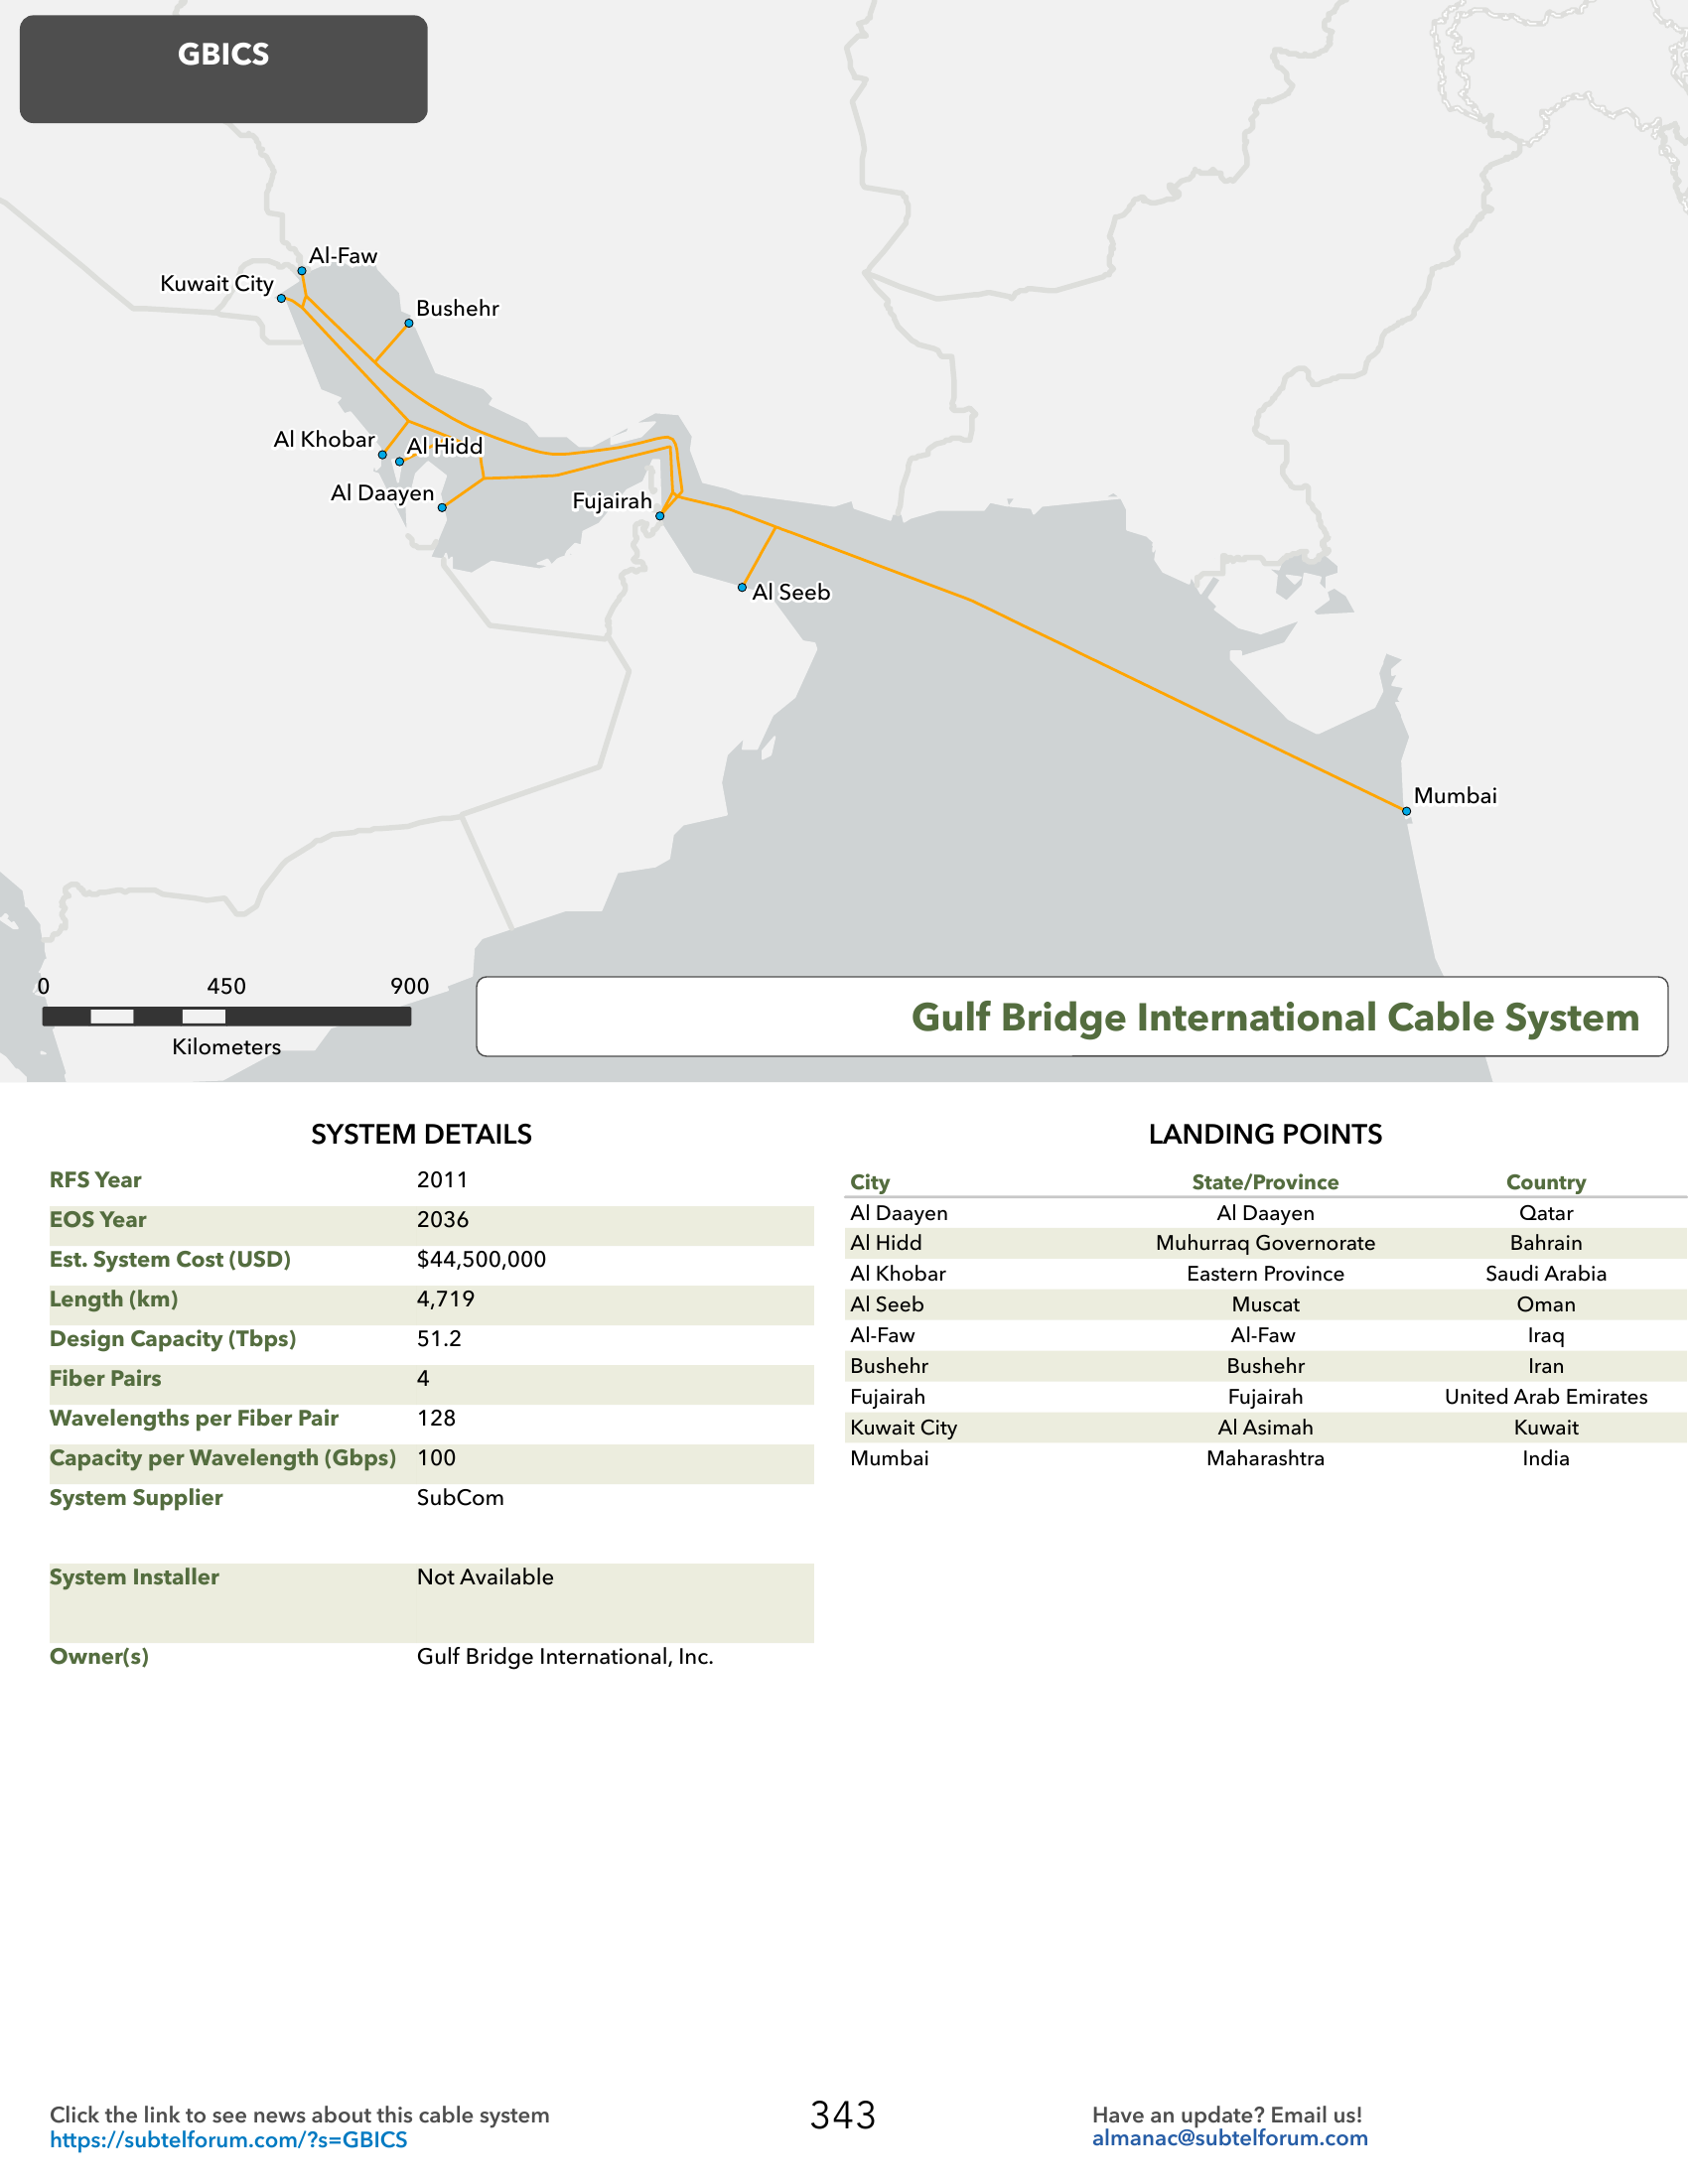 GBICS
Al-Faw
Kuwait City
Bushehr
Al Khobar
Al Hidd
Al Daayen
Fujairah
Al Seeb
Mumbai
0 450 900
Kilometers
Gulf Bridge International Cable System
SYSTEM DETAILS
RFS Year 2011
EOS Year 2036
Est. System Cost (USD) $44,500,000
Length (km) 4,719
Design Capacity (Tbps) 51.2
Fiber Pairs 4
Wavelengths per Fiber Pair 128
Capacity per Wavelength (Gbps) 100
System Supplier SubCom
System Installer Not Available
Owner(s) Gulf Bridge International, Inc.
LANDING POINTS
City State/Province Country
Al Daayen Al Daayen Qatar
Al Hidd Muhurraq Governorate Bahrain
Al Khobar Eastern Province Saudi Arabia
Al Seeb Muscat Oman
Al-Faw Al-Faw Iraq
Bushehr Bushehr Iran
Fujairah Fujairah United Arab Emirates
Kuwait City Al Asimah Kuwait
Mumbai Maharashtra India
Click the link to see news about this cable system
https://subtelforum.com/?s=GBICS
343
Have an update? Email us!
almanac@subtelforum.com